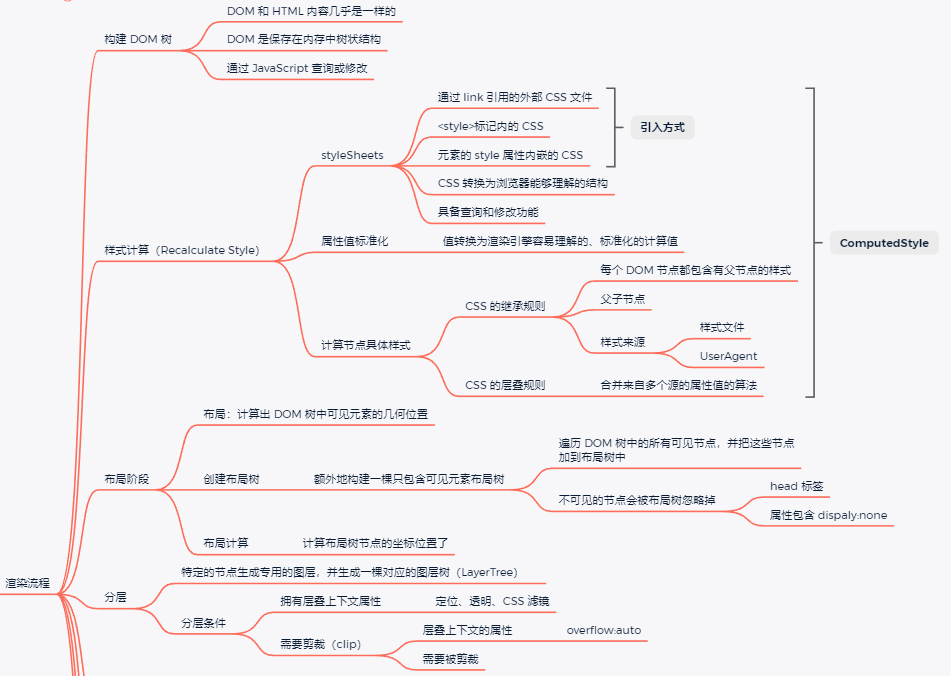 DOM 和 HTML 内容几乎是一样的
构建 DOM 树
DOM 是保存在内存中树状结构
通过 JavaScript 查询或修改
通过 link 引用的外部 CSS 文件
<style>标记内的 CSS
引入方式
styleSheets
元素的 style 属性内嵌的 CSS
CSS 转换为浏览器能够理解的结构
具备查询和修改功能
样式计算（Recalculate Style）
属性值标准化
值转换为渲染引擎容易理解的、标准化的计算值
ComputedStyle
每个 DOM 节点都包含有父节点的样式
CSS 的继承规则
父子节点
样式文件
计算节点具体样式
样式来源
UserAgent
CSS 的层叠规则
合并来自多个源的属性值的算法
布局：计算出 DOM 树中可见元素的几何位置
遍历 DOM 树中的所有可见节点，并把这些节点
加到布局树中
布局阶段
创建布局树
额外地构建一棵只包含可见元素布局树
head 标签
不可见的节点会被布局树忽略掉
属性包含 dispaly:none
布局计算
计算布局树节点的坐标位置了
渲染流程
特定的节点生成专用的图层，并生成一棵对应的图层树（LayerTree）
分层
拥有层叠上下文属性
定位、透明、CSS 滤镜
分层条件
层叠上下文的属性
overflow:auto
需要剪裁（clip）
需要被剪裁